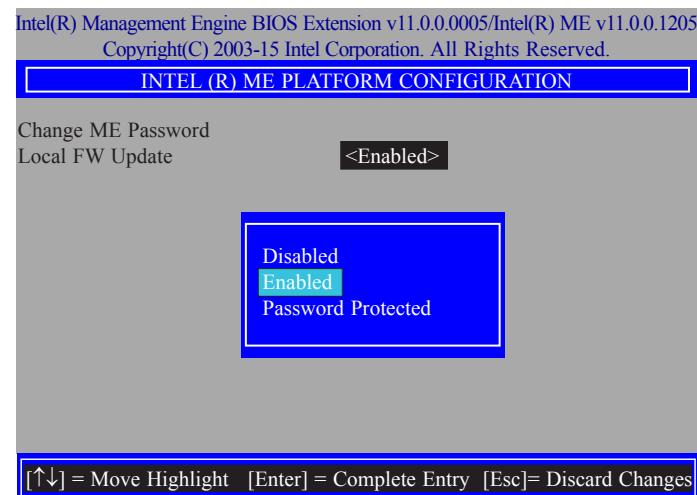 Intel(R) Management Engine BIOS Extension v11.0.0.0005/Intel(R) ME v11.0.0.1205
Copyright(C) 2003-15 Intel Corporation. All Rights Reserved.
INTEL (R) ME PLATFORM CONFIGURATION
Change ME Password
Local FW Update <Enabled>
Disabled
Enabled
Password Protected
[↑↓] = Move Highlight [Enter] = Complete Entry [Esc]= Discard Changes